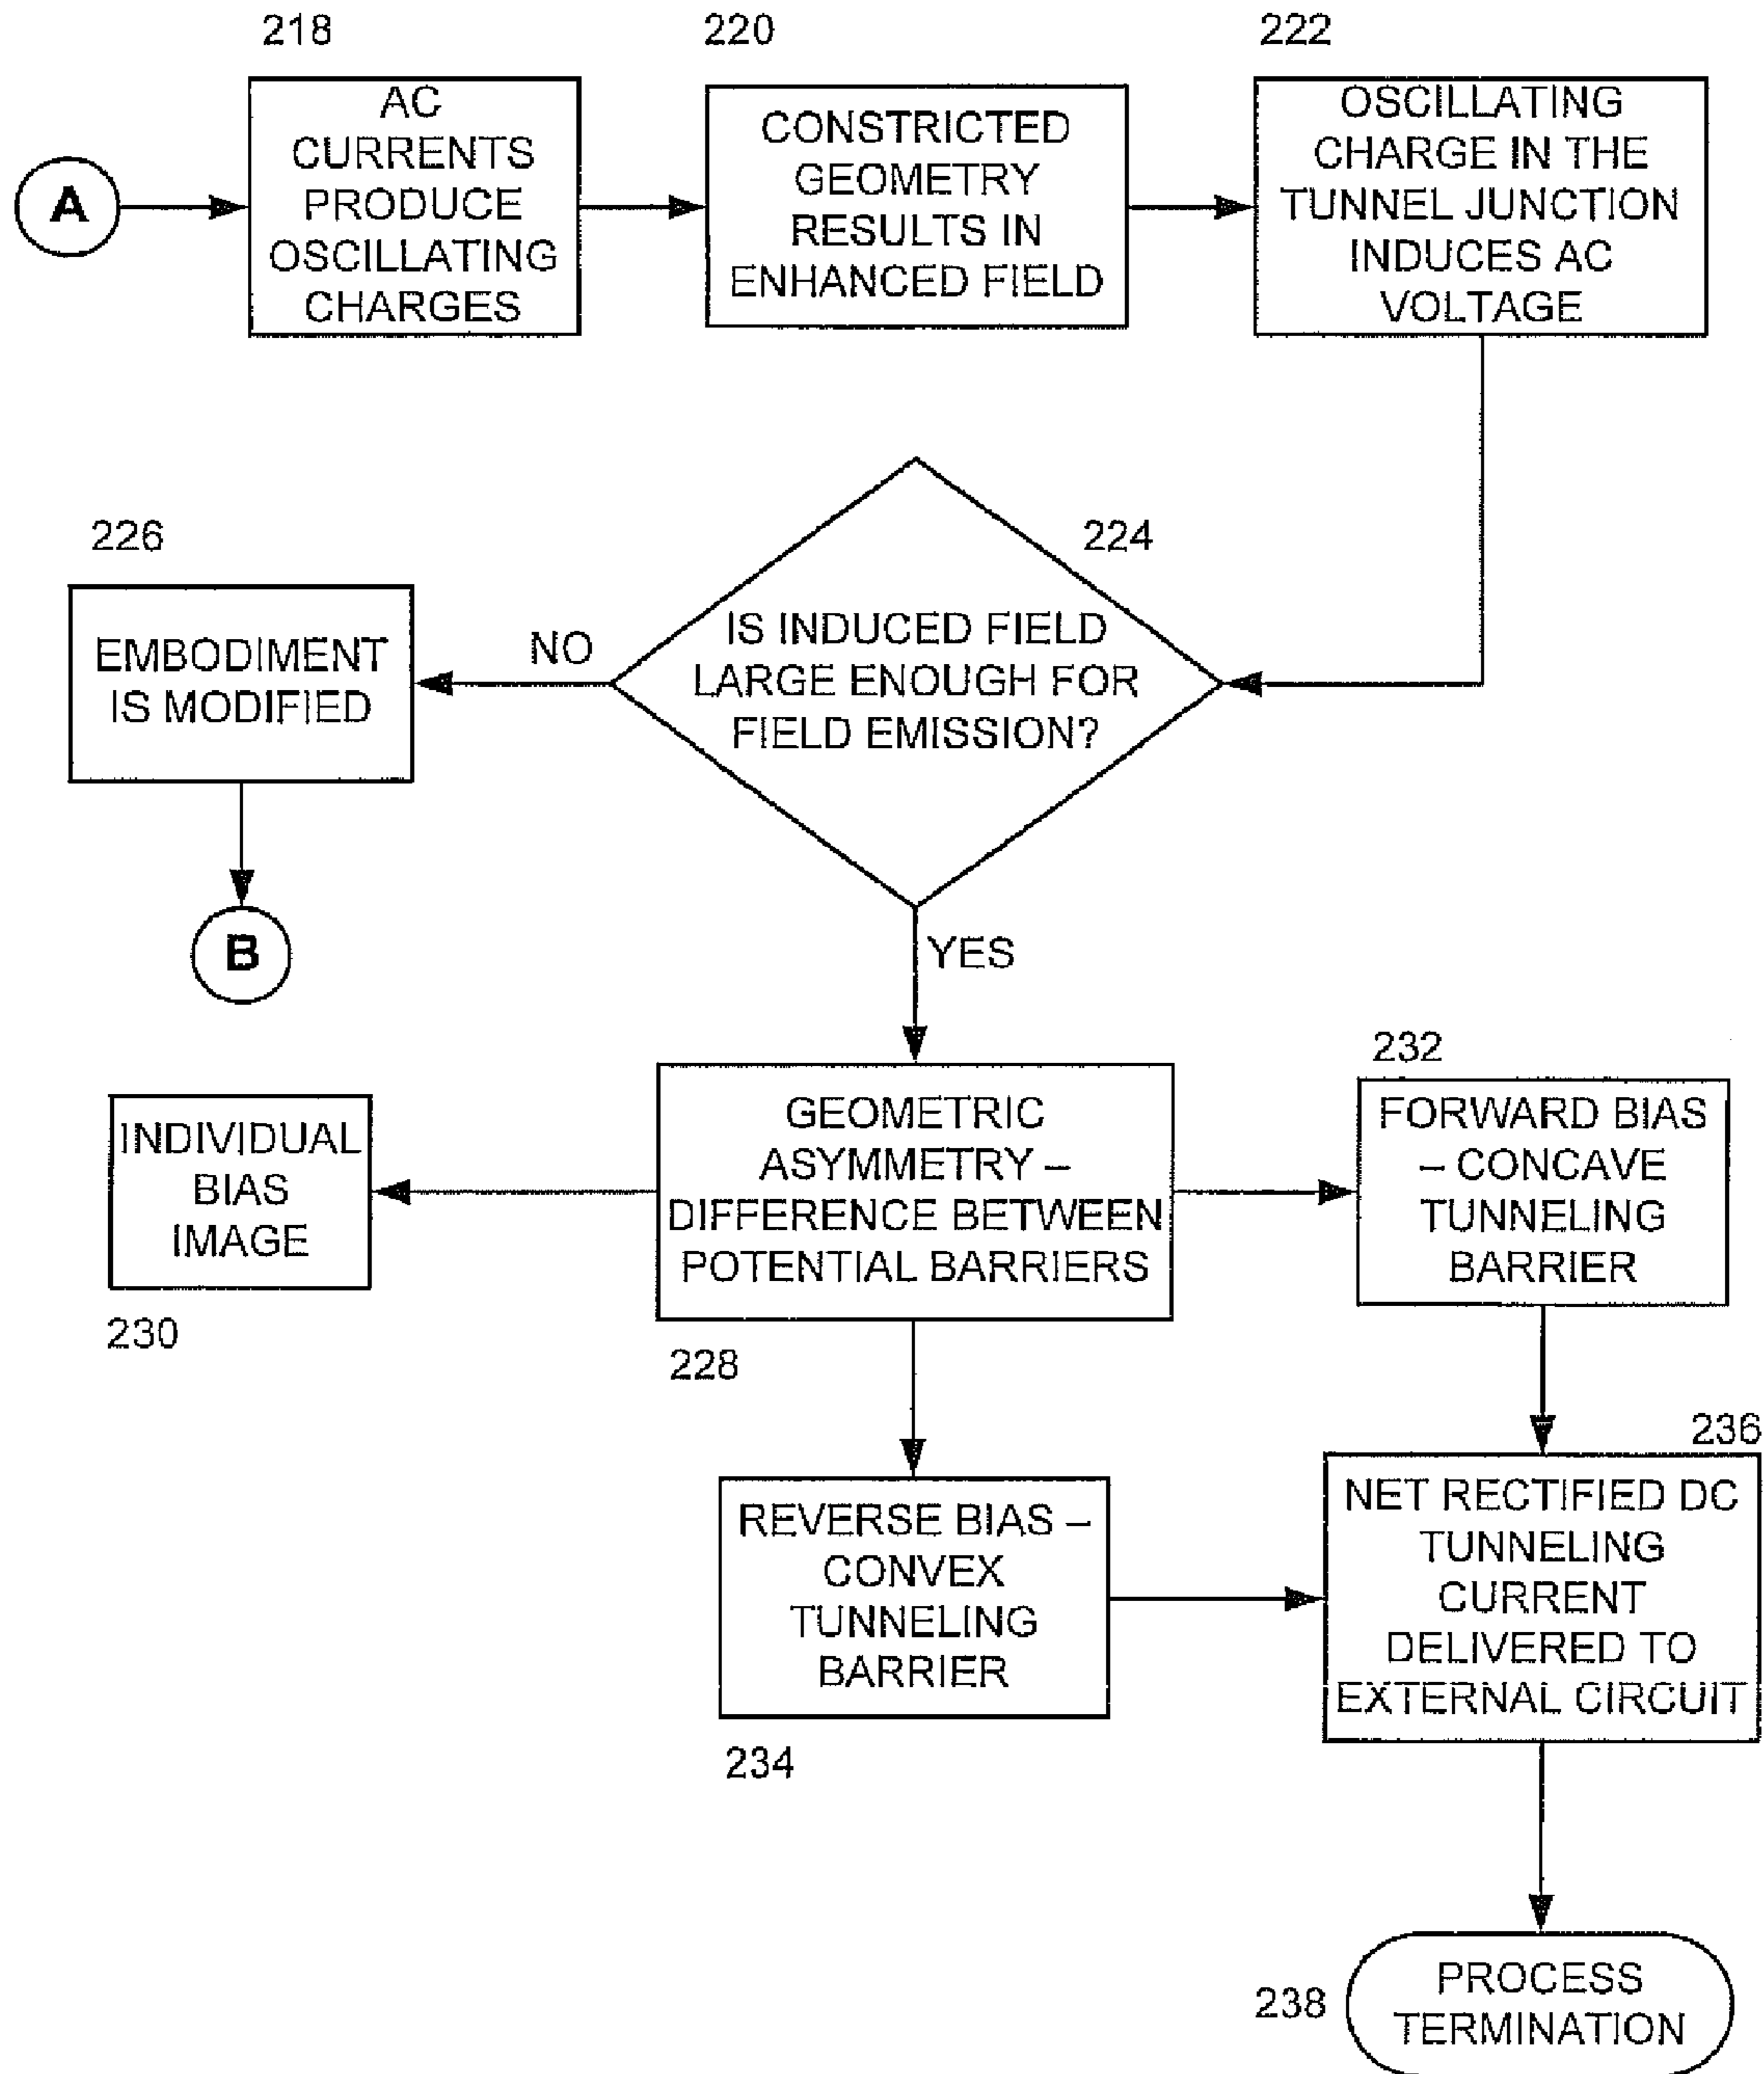 218
AC
CURRENTS
PRODUCE
OSCILLATING
CHARGES
220
CONSTRICTED
GEOMETRY
RESULTS IN
ENHANCED FIELD
222
OSCILLATING
CHARGE IN THE
TUNNEL JUNCTION
INDUCES AC
VOLTAGE
A
224
IS INDUCED FIELD
LARGE ENOUGH FOR
FIELD EMISSION?
NO
226
EMBODIMENT
IS MODIFIED
B
YES
GEOMETRIC
ASYMMETRY –
DIFFERENCE BETWEEN
POTENTIAL BARRIERS
228
INDIVIDUAL
BIAS
IMAGE
230
232
FORWARD BIAS
– CONCAVE
TUNNELING
BARRIER
REVERSE BIAS –
CONVEX
TUNNELING
BARRIER
234
236
NET RECTIFIED DC
TUNNELING
CURRENT
DELIVERED TO
EXTERNAL CIRCUIT
238
PROCESS
TERMINATION